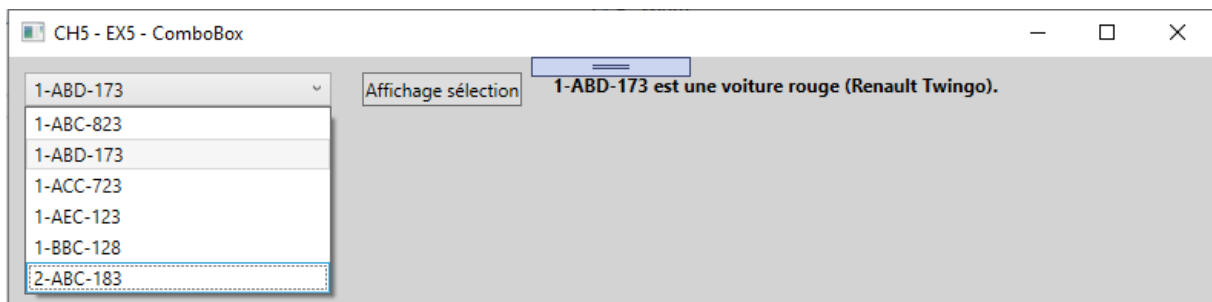 CH5 - EX5 - ComboBox
1-ABD-173
Affichage sélection
1-ABD-173 est une voiture rouge (Renault Twingo).
1-ABC-823
1-ABD-173
1-ACC-723
1-AEC-123
1-BBC-128
2-ABC-183